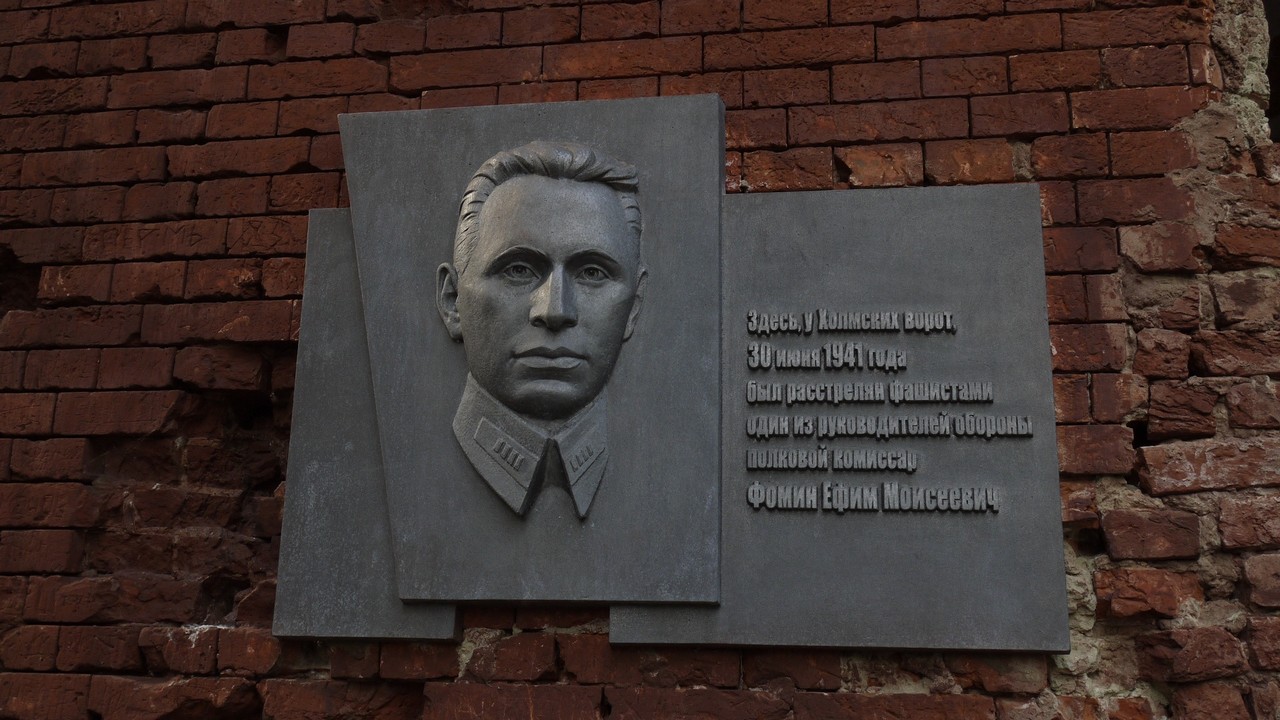 Здесь, у Холмских ворот,
30 июня 1941 года
был расстрелян фашистами
один из руководителей обороны
полковой комиссар
Фомин Ефим Моисеевич